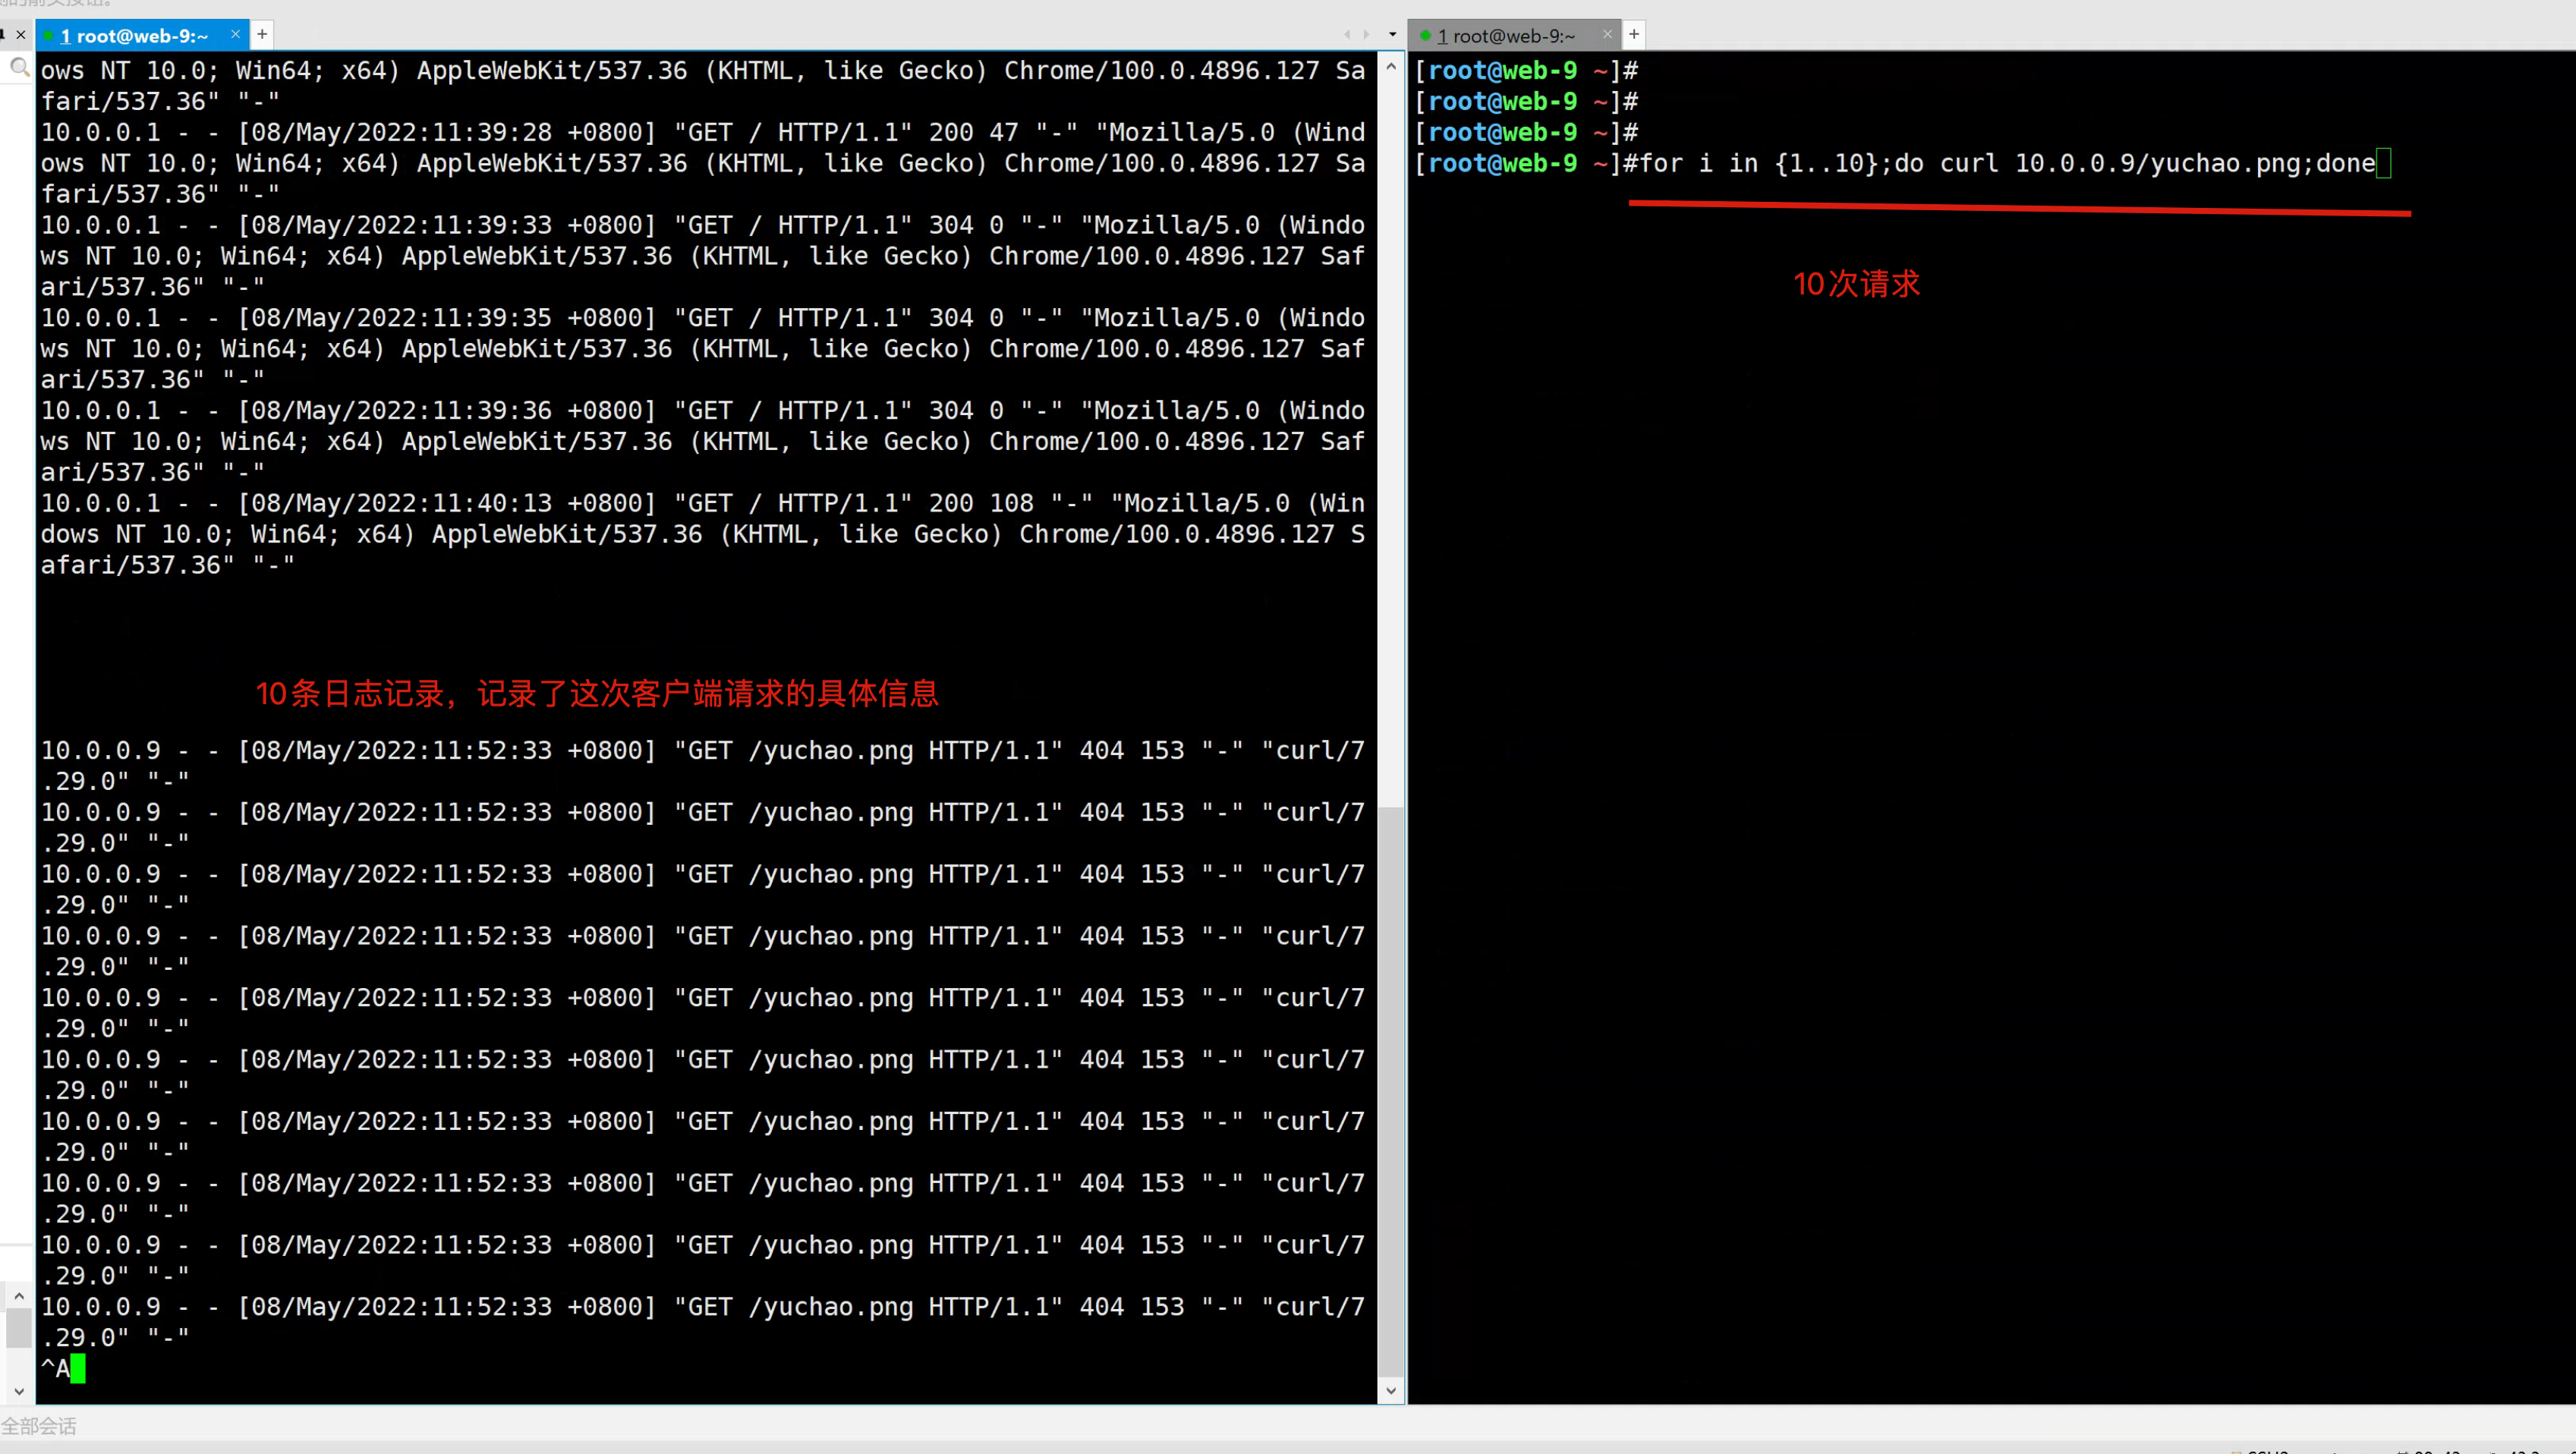 1 root@web-9:~
ows NT 10.0; Win64; x64) AppleWebKit/537.36 (KHTML, like Gecko) Chrome/100.0.4896.127 Sa
fari/537.36" "-"
10.0.0.1 - - [08/May/2022:11:39:28 +0800] "GET / HTTP/1.1" 200 47 "-" "Mozilla/5.0 (Wind
ows NT 10.0; Win64; x64) AppleWebKit/537.36 (KHTML, like Gecko) Chrome/100.0.4896.127 Sa
fari/537.36" "-"
10.0.0.1 - - [08/May/2022:11:39:33 +0800] "GET / HTTP/1.1" 304 0 "-" "Mozilla/5.0 (Windo
ws NT 10.0; Win64; x64) AppleWebKit/537.36 (KHTML, like Gecko) Chrome/100.0.4896.127 Saf
ari/537.36" "-"
10.0.0.1 - - [08/May/2022:11:39:35 +0800] "GET / HTTP/1.1" 304 0 "-" "Mozilla/5.0 (Windo
ws NT 10.0; Win64; x64) AppleWebKit/537.36 (KHTML, like Gecko) Chrome/100.0.4896.127 Saf
ari/537.36" "-"
10.0.0.1 - - [08/May/2022:11:39:36 +0800] "GET / HTTP/1.1" 304 0 "-" "Mozilla/5.0 (Windo
ws NT 10.0; Win64; x64) AppleWebKit/537.36 (KHTML, like Gecko) Chrome/100.0.4896.127 Saf
ari/537.36" "-"
10.0.0.1 - - [08/May/2022:11:40:13 +0800] "GET / HTTP/1.1" 200 108 "-" "Mozilla/5.0 (Win
dows NT 10.0; Win64; x64) AppleWebKit/537.36 (KHTML, like Gecko) Chrome/100.0.4896.127 S
afari/537.36" "-"
10条日志记录，记录了这次客户端请求的具体信息
10.0.0.9 - - [08/May/2022:11:52:33 +0800] "GET /yuchao.png HTTP/1.1" 404 153 "-" "curl/7
.29.0" "-"
10.0.0.9 - - [08/May/2022:11:52:33 +0800] "GET /yuchao.png HTTP/1.1" 404 153 "-" "curl/7
.29.0" "-"
10.0.0.9 - - [08/May/2022:11:52:33 +0800] "GET /yuchao.png HTTP/1.1" 404 153 "-" "curl/7
.29.0" "-"
10.0.0.9 - - [08/May/2022:11:52:33 +0800] "GET /yuchao.png HTTP/1.1" 404 153 "-" "curl/7
.29.0" "-"
10.0.0.9 - - [08/May/2022:11:52:33 +0800] "GET /yuchao.png HTTP/1.1" 404 153 "-" "curl/7
.29.0" "-"
10.0.0.9 - - [08/May/2022:11:52:33 +0800] "GET /yuchao.png HTTP/1.1" 404 153 "-" "curl/7
.29.0" "-"
10.0.0.9 - - [08/May/2022:11:52:33 +0800] "GET /yuchao.png HTTP/1.1" 404 153 "-" "curl/7
.29.0" "-"
10.0.0.9 - - [08/May/2022:11:52:33 +0800] "GET /yuchao.png HTTP/1.1" 404 153 "-" "curl/7
.29.0" "-"
10.0.0.9 - - [08/May/2022:11:52:33 +0800] "GET /yuchao.png HTTP/1.1" 404 153 "-" "curl/7
.29.0" "-"
10.0.0.9 - - [08/May/2022:11:52:33 +0800] "GET /yuchao.png HTTP/1.1" 404 153 "-" "curl/7
.29.0" "-"
^A
1 root@web-9:~
[root@web-9 ~]#
[root@web-9 ~]#
[root@web-9 ~]#
[root@web-9 ~]#for i in {1..10};do curl 10.0.0.9/yuchao.png;done
10次请求
全部会话